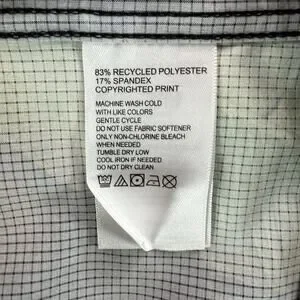 83% RECYCLED POLYESTER
17% SPANDEX
COPYRIGHTED PRINT
MACHINE WASH COLD
WITH LIKE COLORS
GENTLE CYCLE
DO NOT USE FABRIC SOFTENER
ONLY NON-CHLORINE BLEACH
WHEN NEEDED
TUMBLE DRY LOW
COOL IRON IF NEEDED
DO NOT DRY CLEAN